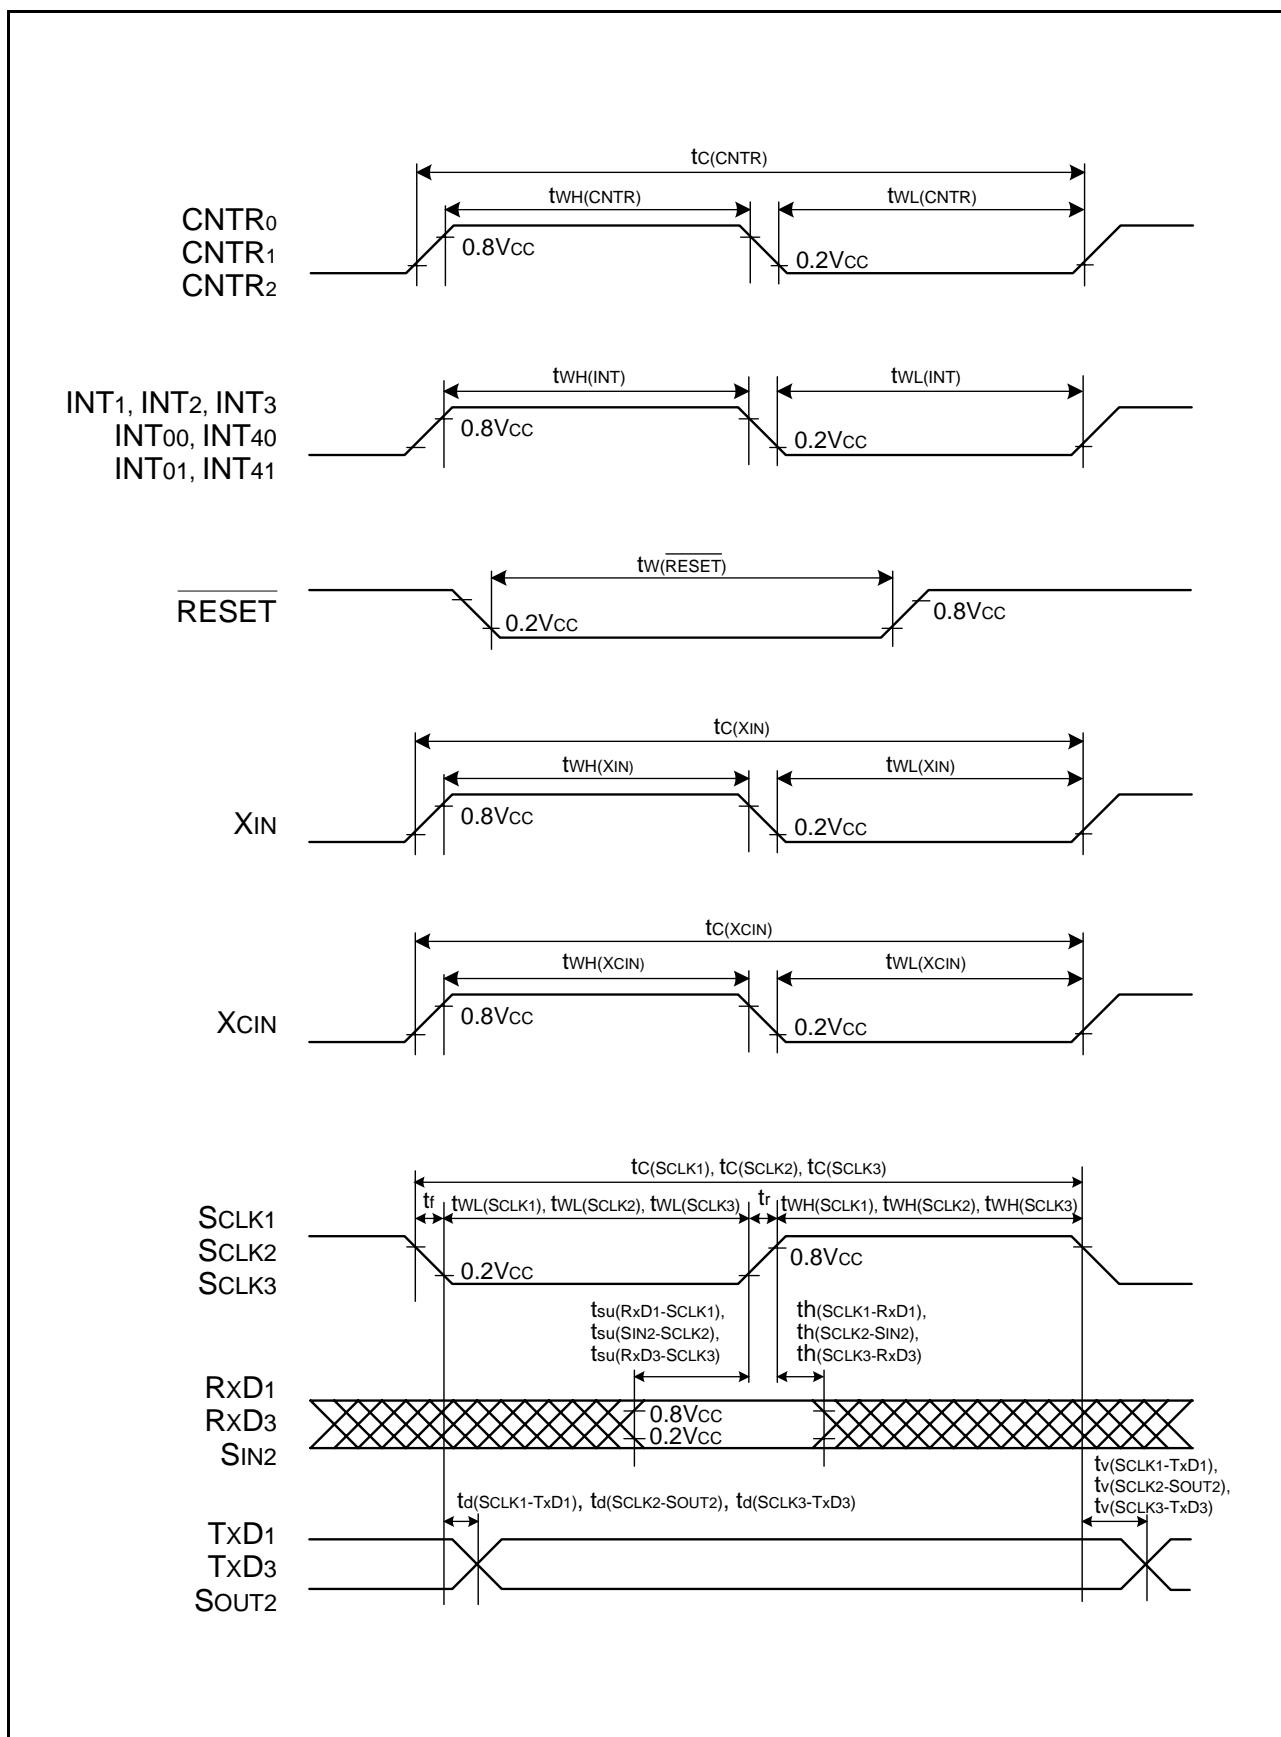 tC(CNTR)
tWH(CNTR) tWL(CNTR)
CNTR0
CNTR1
CNTR2
0.8VCC
0.2VCC
tWH(INT) tWL(INT)
INT1, INT2, INT3
INT00, INT40
INT01, INT41
0.8VCC
0.2VCC
tW(RESET)
RESET
0.2VCC
0.8VCC
tC(XIN)
tWH(XIN) tWL(XIN)
XIN
0.8VCC
0.2VCC
tC(XCIN)
tWH(XCIN) tWL(XCIN)
XCIN
0.8VCC
0.2VCC
tC(SCLK1), tC(SCLK2), tC(SCLK3)
tf tWL(SCLK1), tWL(SCLK2), tWL(SCLK3) tr tWH(SCLK1), tWH(SCLK2), tWH(SCLK3)
SCLK1
SCLK2
SCLK3
0.2VCC
0.8VCC
tsu(RxD1-SCLK1),
tsu(SIN2-SCLK2),
tsu(RxD3-SCLK3)
th(SCLK1-RxD1),
th(SCLK2-SIN2),
th(SCLK3-RxD3)
RXD1
RXD3
SIN2
0.8VCC
0.2VCC
td(SCLK1-TxD1), td(SCLK2-SOUT2), td(SCLK3-TxD3)
tv(SCLK1-TxD1),
tv(SCLK2-SOUT2),
tv(SCLK3-TxD3)
TXD1
TXD3
SOUT2